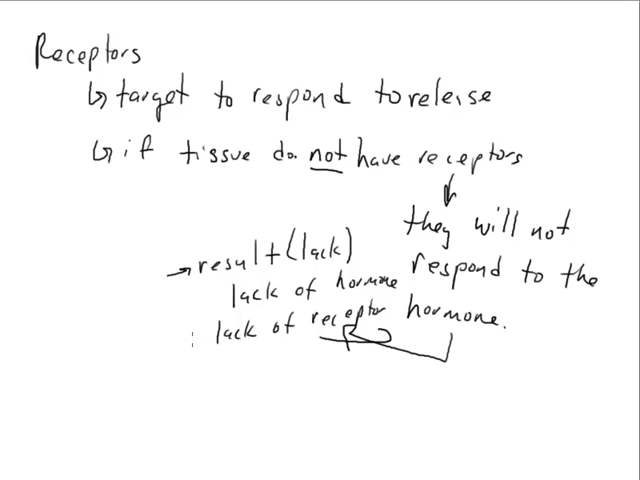 Receptors
↳ target to respond to release
↳ if tissue do not have receptors
they will not
respond to the
hormone.
→ result (lack)
lack of hormone
: lack of receptor